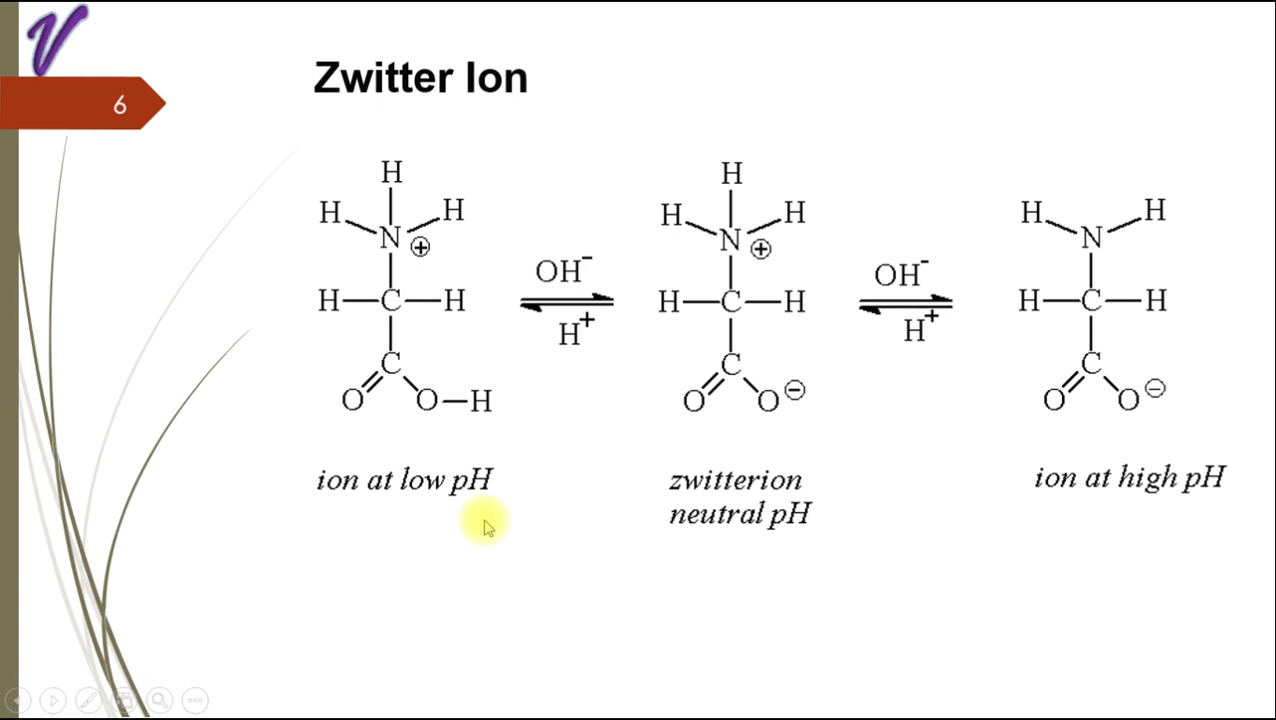 V
6
Zwitter Ion
H
H H H H H H
N ⊕ N ⊕ N
OH⁻ OH⁻
H—C—H H—C—H H—C—H
H⁺ H⁺
C C C
O O—H O O⊖ O O⊖
ion at low pH
zwitterion
neutral pH
ion at high pH